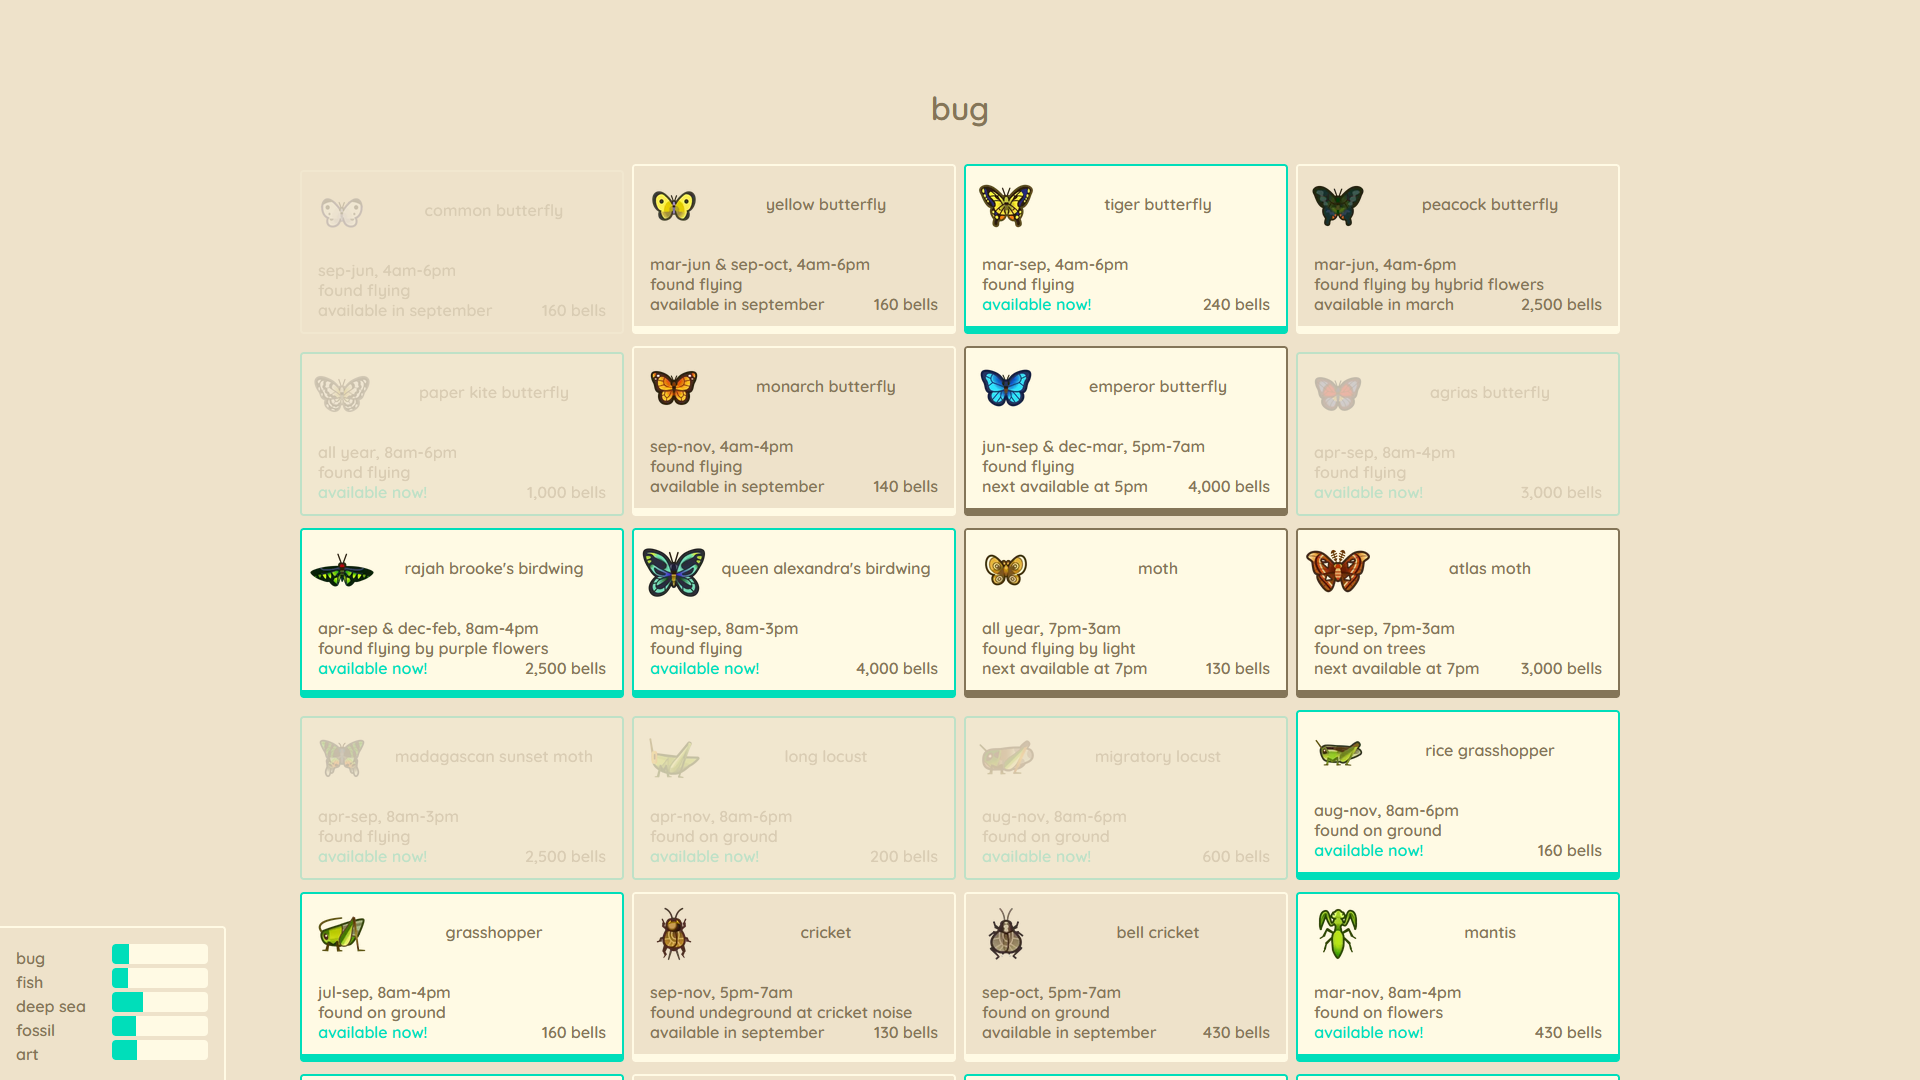 bug
common butterfly
sep-jun, 4am-6pm
found flying
available in september 160 bells
yellow butterfly
mar-jun & sep-oct, 4am-6pm
found flying
available in september 160 bells
tiger butterfly
mar-sep, 4am-6pm
found flying
available now! 240 bells
peacock butterfly
mar-jun, 4am-6pm
found flying by hybrid flowers
available in march 2,500 bells
paper kite butterfly
all year, 8am-6pm
found flying
available now! 1,000 bells
monarch butterfly
sep-nov, 4am-4pm
found flying
available in september 140 bells
emperor butterfly
jun-sep & dec-mar, 5pm-7am
found flying
next available at 5pm 4,000 bells
agrias butterfly
apr-sep, 8am-4pm
found flying
available now! 3,000 bells
rajah brooke's birdwing
apr-sep & dec-feb, 8am-4pm
found flying by purple flowers
available now! 2,500 bells
queen alexandra's birdwing
may-sep, 8am-3pm
found flying
available now! 4,000 bells
moth
all year, 7pm-3am
found flying by light
next available at 7pm 130 bells
atlas moth
apr-sep, 7pm-3am
found on trees
next available at 7pm 3,000 bells
madagascan sunset moth
apr-sep, 8am-3pm
found flying
available now! 2,500 bells
long locust
apr-nov, 8am-6pm
found on ground
available now! 200 bells
migratory locust
aug-nov, 8am-6pm
found on ground
available now! 600 bells
rice grasshopper
aug-nov, 8am-6pm
found on ground
available now! 160 bells
grasshopper
jul-sep, 8am-4pm
found on ground
available now! 160 bells
cricket
sep-nov, 5pm-7am
found undeground at cricket noise
available in september 130 bells
bell cricket
sep-oct, 5pm-7am
found on ground
available in september 430 bells
mantis
mar-nov, 8am-4pm
found on flowers
available now! 430 bells
bug
fish
deep sea
fossil
art